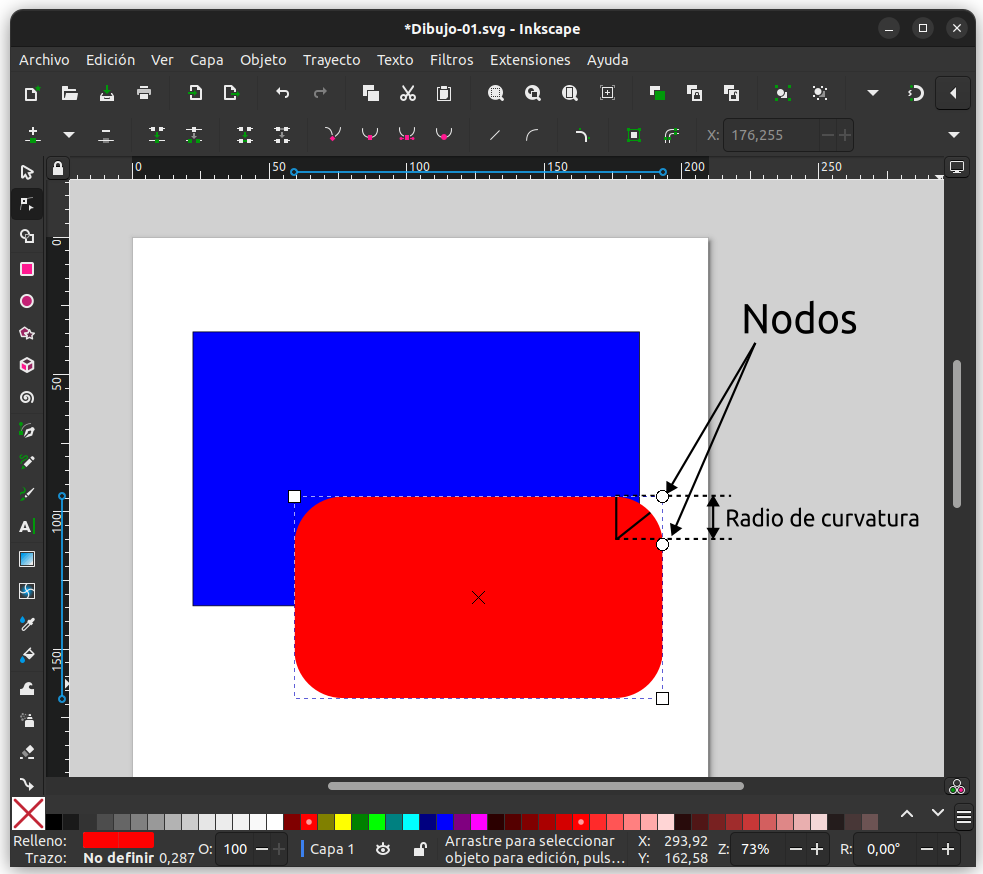 *Dibujo-01.svg - Inkscape
Archivo Edición Ver Capa Objeto Trayecto Texto Filtros Extensiones Ayuda
X: 176,255
0 50 100 150 200 250
0
50
100
150
Nodos
Radio de curvatura
A
Relleno:
Trazo: No definir 0,287
O: 100
Capa 1
Arrastre para seleccionar
objeto para edición, puls...
X: 293,92
Y: 162,58
Z: 73%
R: 0,00°